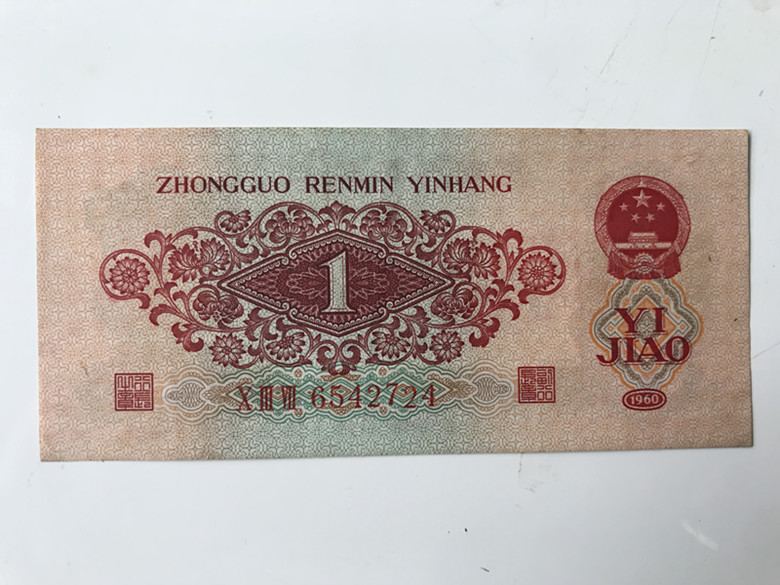 ZHONGGUO RENMIN YINHANG
1
YI
JIAO
X III VII 6542724
1960